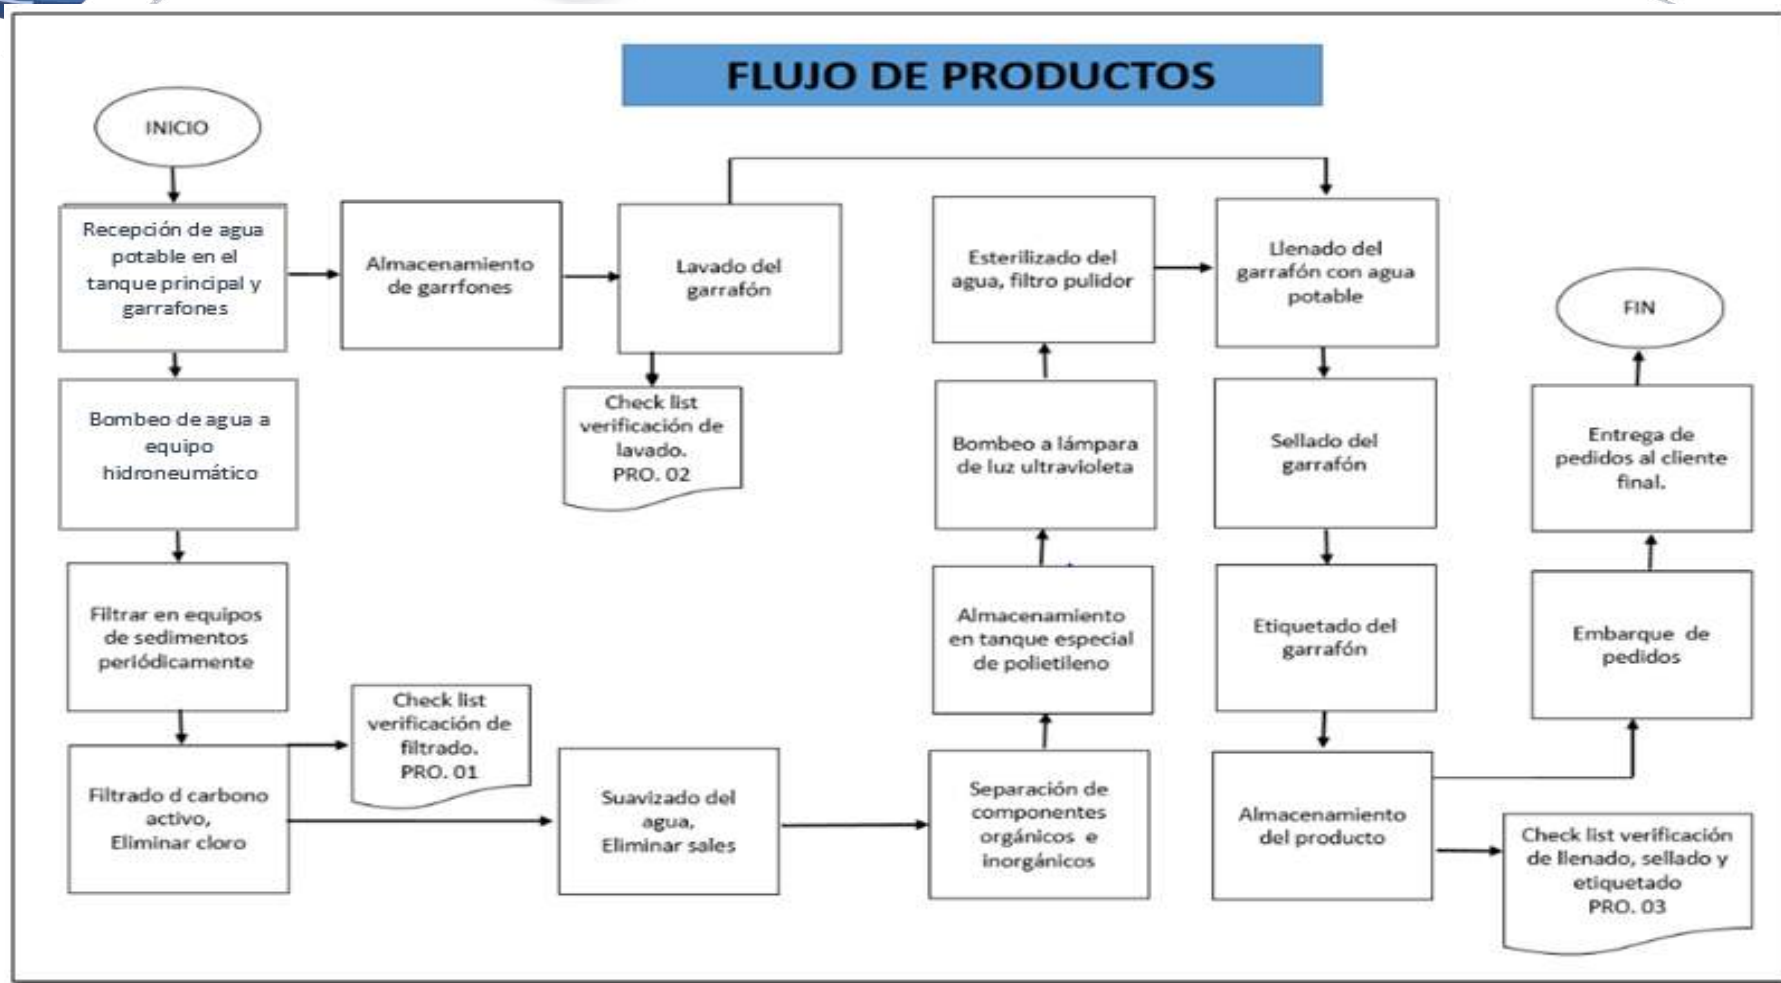 FLUJO DE PRODUCTOS
INICIO
Recepción de agua
potable en el
tanque principal y
garrafones
Almacenamiento
de garrfones
Lavado del
garrafón
Check list
verificación de
lavado.
PRO. 02
Bombeo de agua a
equipo
hidroneumático
Filtrar en equipos
de sedimentos
periódicamente
Filtrado d carbono
activo,
Eliminar cloro
Check list
verificación de
filtrado.
PRO. 01
Suavizado del
agua,
Eliminar sales
Separación de
componentes
orgánicos e
inorgánicos
Almacenamiento
en tanque especial
de polietileno
Bombeo a lámpara
de luz ultravioleta
Esterilizado del
agua, filtro pulidor
Llenado del
garrafón con agua
potable
Sellado del
garrafón
Etiquetado del
garrafón
Almacenamiento
del producto
Check list verificación
de llenado, sellado y
etiquetado
PRO. 03
Embarque de
pedidos
Entrega de
pedidos al cliente
final.
FIN